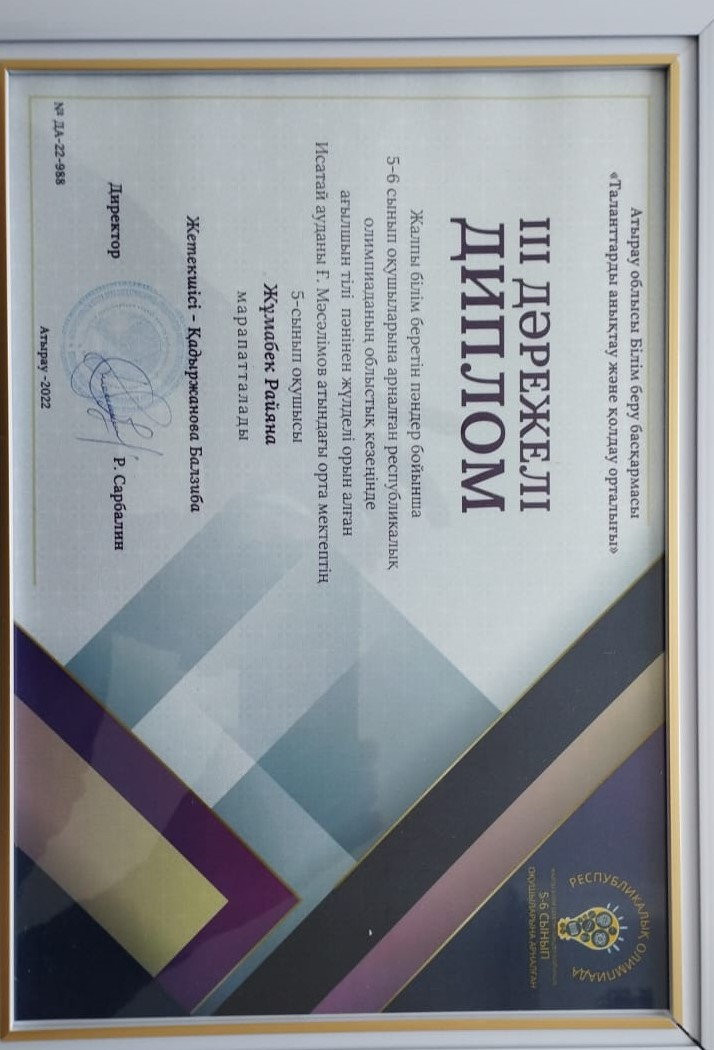 Атырау облысы Білім беру басқармасы
«Таланттарды анықтау және қолдау орталығы»
III ДӘРЕЖЕЛІ
ДИПЛОМ
Жалпы білім беретін пәндер бойынша
5-6 сынып оқушыларына арналған республикалық
олимпиаданың облыстық кезеңінде
ағылшын тілі пәнінен жүлделі орын алған
Исатай ауданы Ғ. Мәсәлімов атындағы орта мектептің
5-сынып оқушысы
Жұмабек Райяна
марапатталады
Жетекшісі - Қадыржанова Балзиба
Директор Р. Сарбалин
№ ДА-22-988
Атырау -2022
РЕСПУБЛИКАЛЫҚ ОЛИМПИАДА
5-6 СЫНЫП
ОҚУШЫЛАРЫНА АРНАЛҒАН